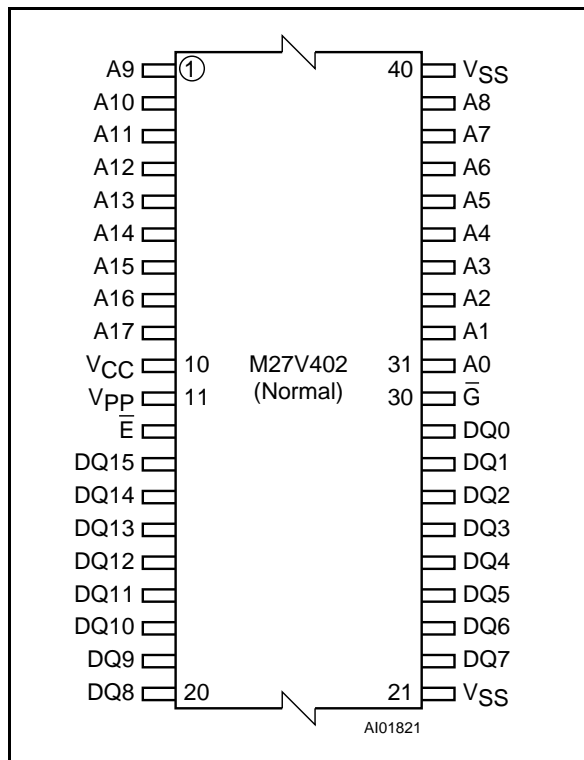 A9 1 40 VSS
A10 A8
A11 A7
A12 A6
A13 A5
A14 A4
A15 A3
A16 A2
A17 A1
VCC 10 M27V402 31 A0
VPP 11 (Normal) 30 G̅
E̅ DQ0
DQ15 DQ1
DQ14 DQ2
DQ13 DQ3
DQ12 DQ4
DQ11 DQ5
DQ10 DQ6
DQ9 DQ7
DQ8 20 21 VSS
AI01821